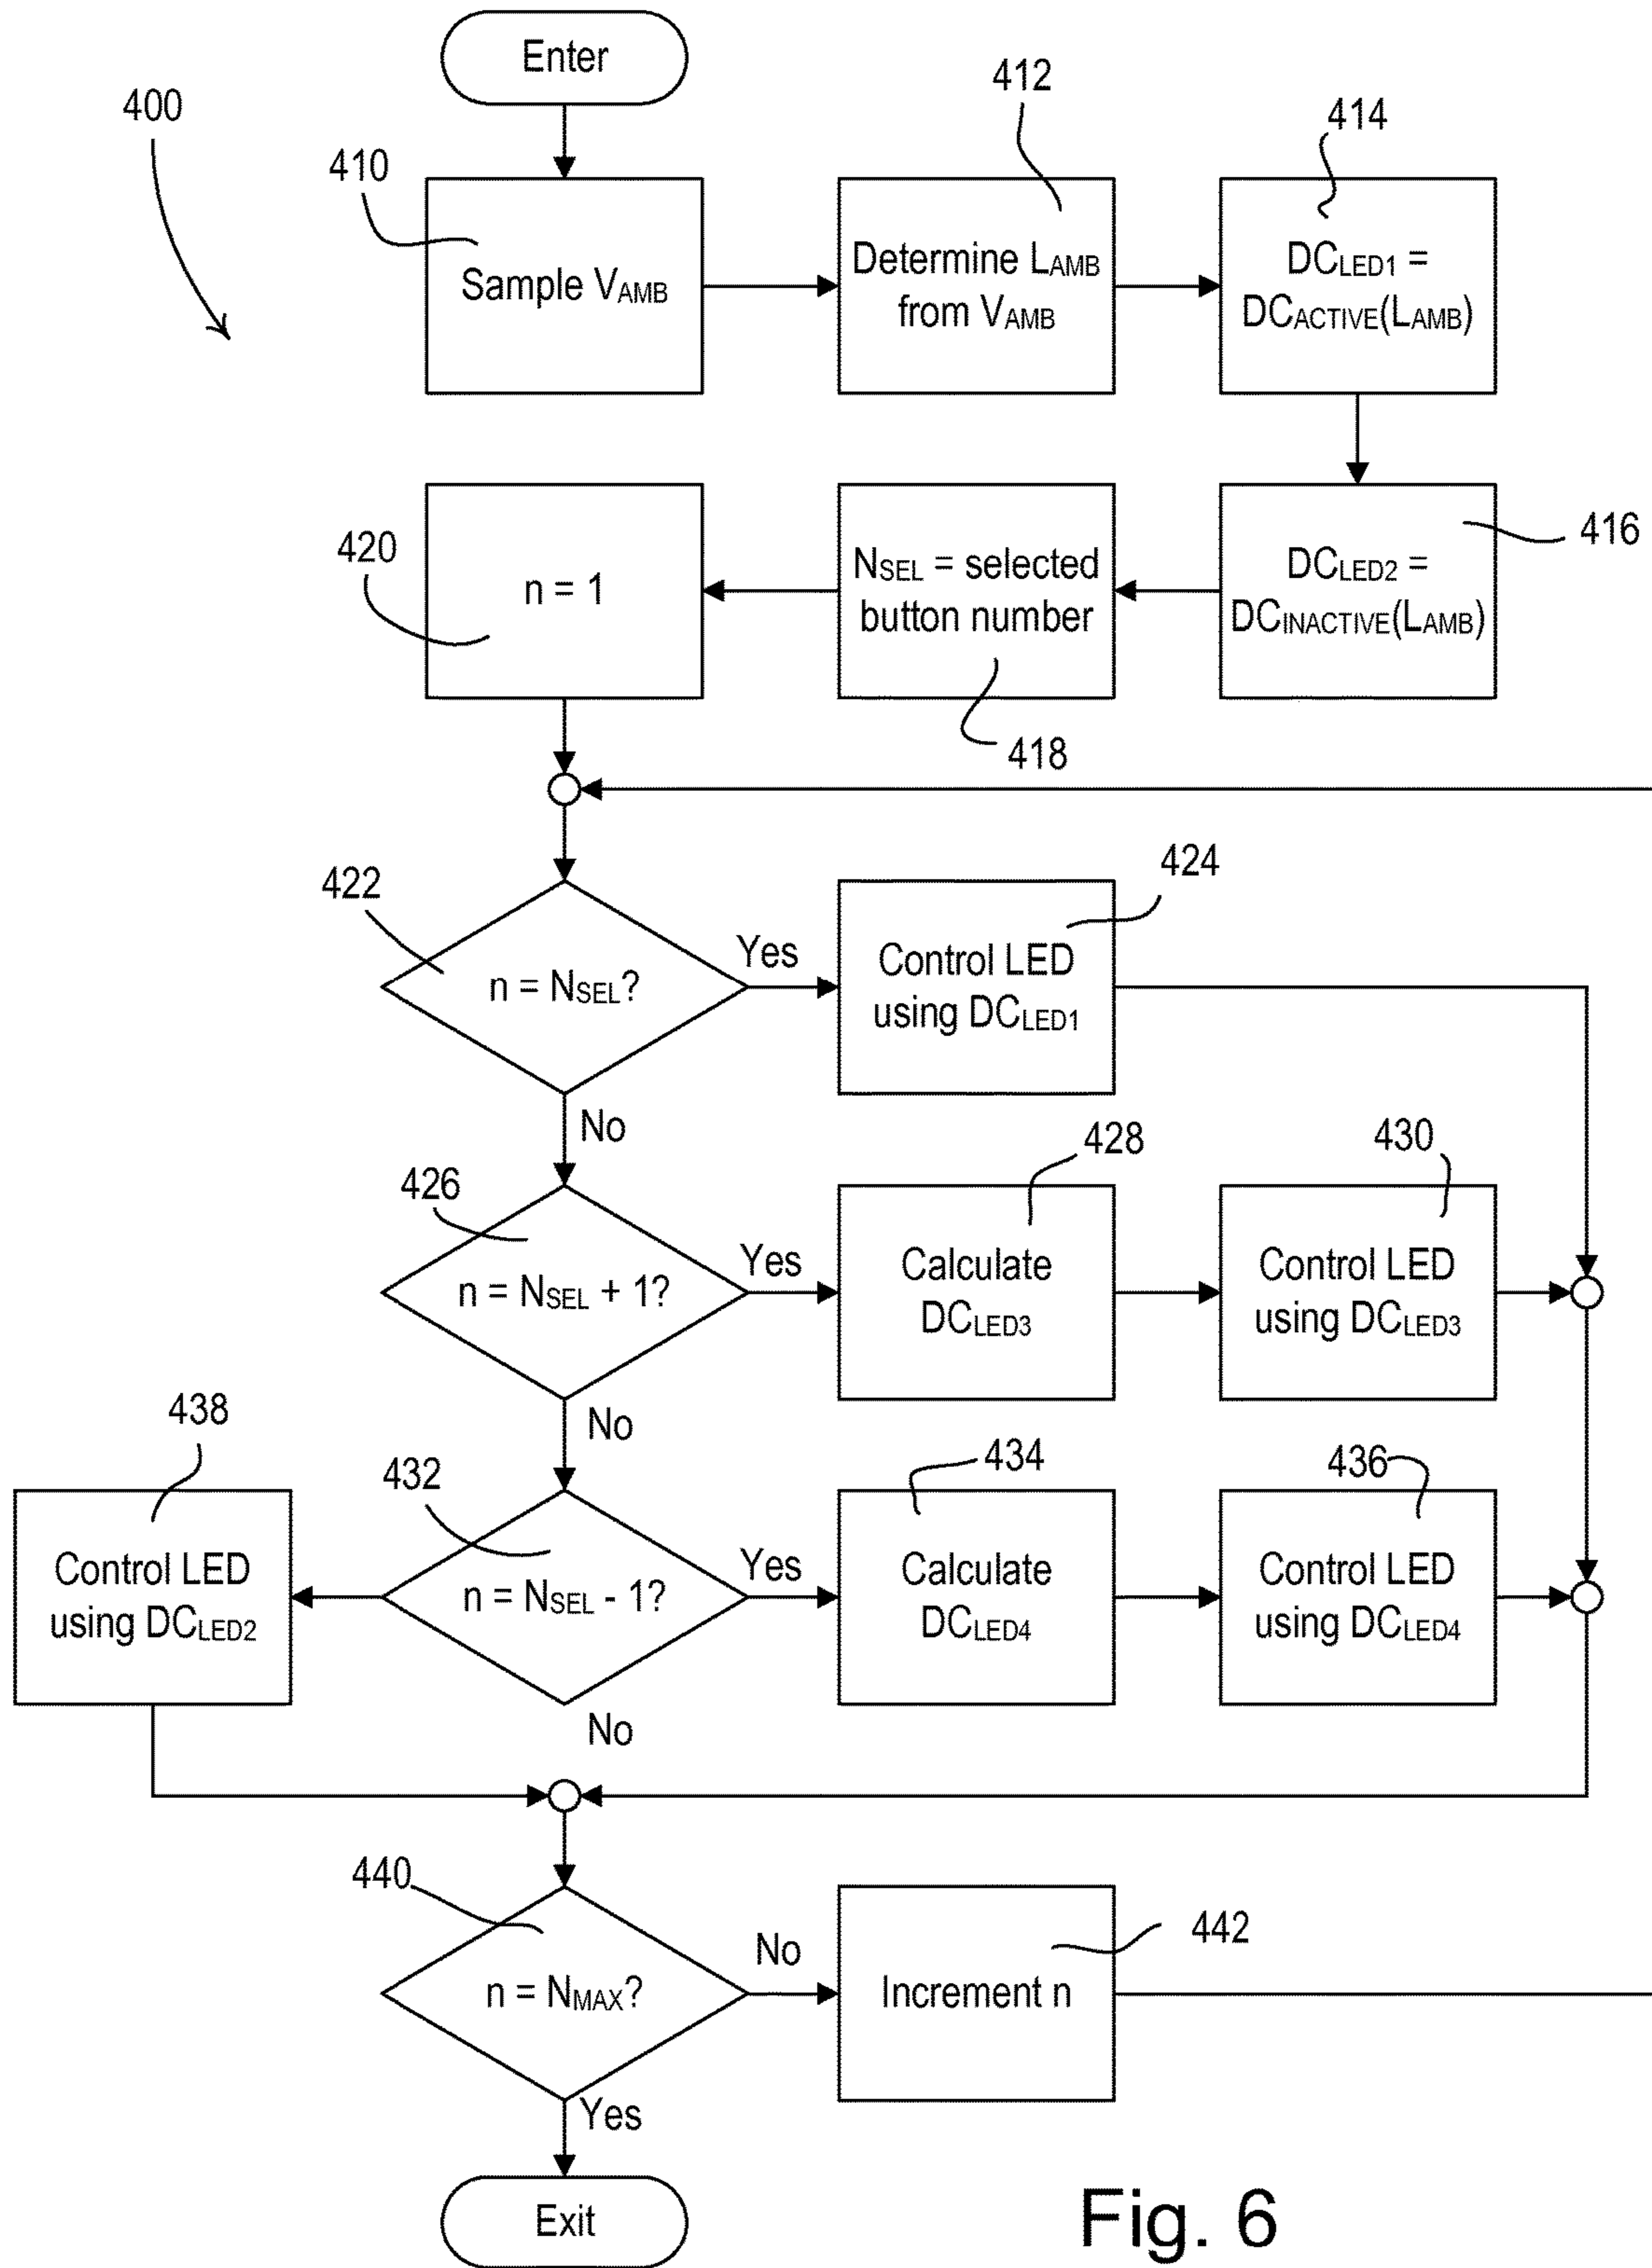 Enter
400
410
412
414
Sample VAMB
Determine LAMB
from VAMB
DCLED1 =
DCACTIVE(LAMB)
420
n = 1
NSEL = selected
button number
418
DCLED2 =
DCINACTIVE(LAMB)
416
422
n = NSEL?
Yes
No
424
Control LED
using DCLED1
426
n = NSEL + 1?
Yes
No
428
Calculate
DCLED3
430
Control LED
using DCLED3
438
Control LED
using DCLED2
432
n = NSEL - 1?
Yes
No
434
Calculate
DCLED4
436
Control LED
using DCLED4
440
n = NMAX?
No
Yes
442
Increment n
Exit
Fig. 6